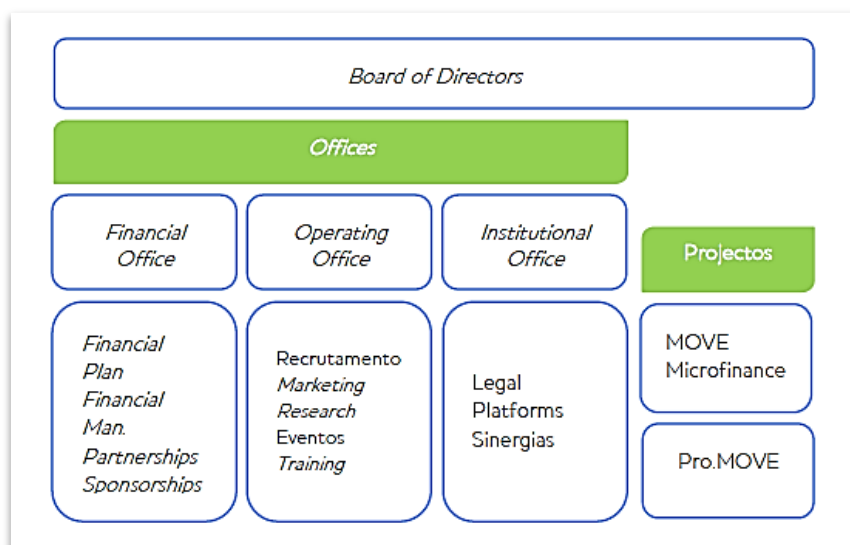 Board of Directors
Offices
Financial
Office
Operating
Office
Institutional
Office
Projectos
Financial
Plan
Financial
Man.
Partnerships
Sponsorships
Recrutamento
Marketing
Research
Eventos
Training
Legal
Platforms
Sinergias
MOVE
Microfinance
Pro.MOVE